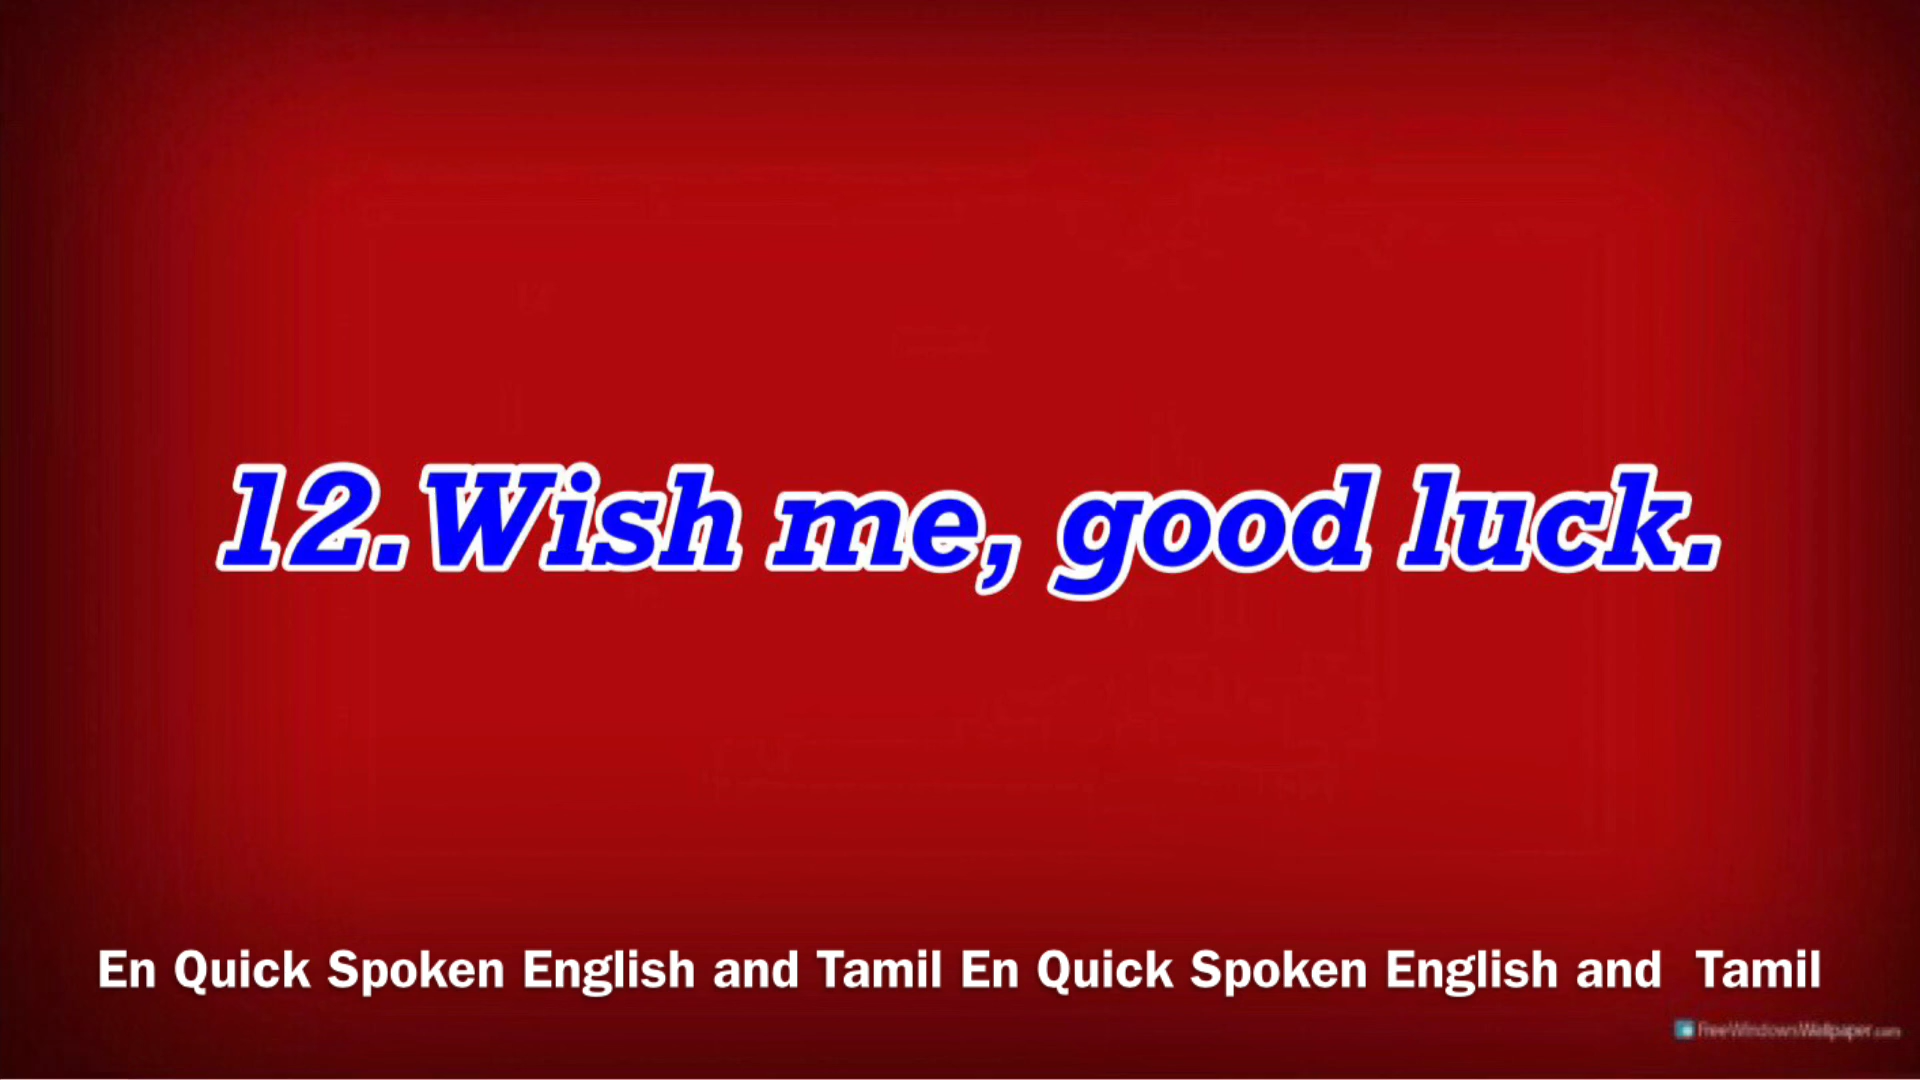 12.Wish me, good luck.
En Quick Spoken English and Tamil En Quick Spoken English and Tamil
FreeWindowsWallpaper.com